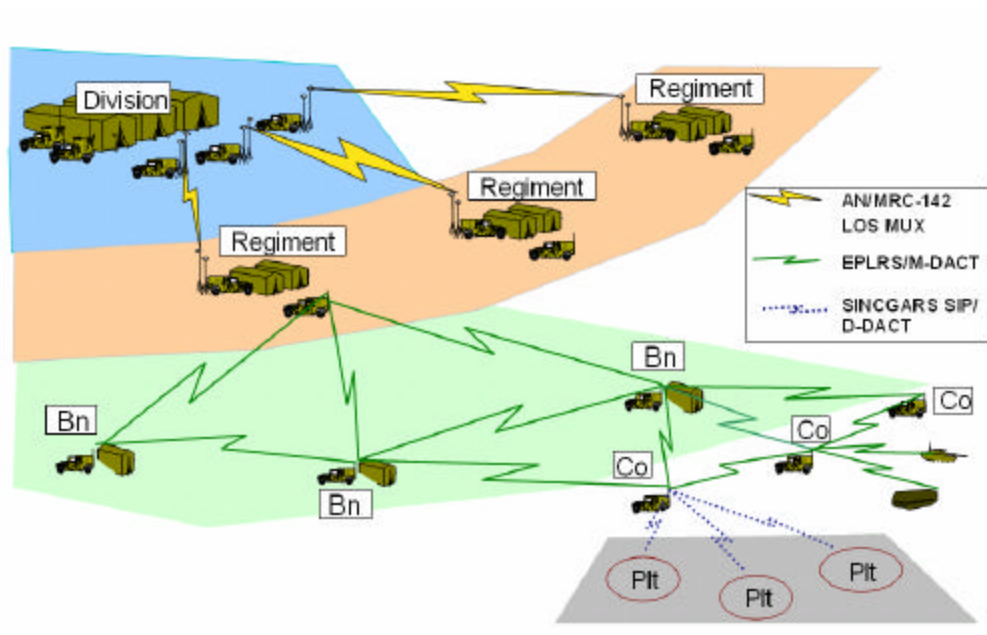 Division
Regiment
Regiment
Regiment
AN/MRC-142
LOS MUX
EPLRS/M-DACT
SINCGARS SIP/
D-DACT
Bn
Bn
Bn
Co
Co
Co
Plt
Plt
Plt